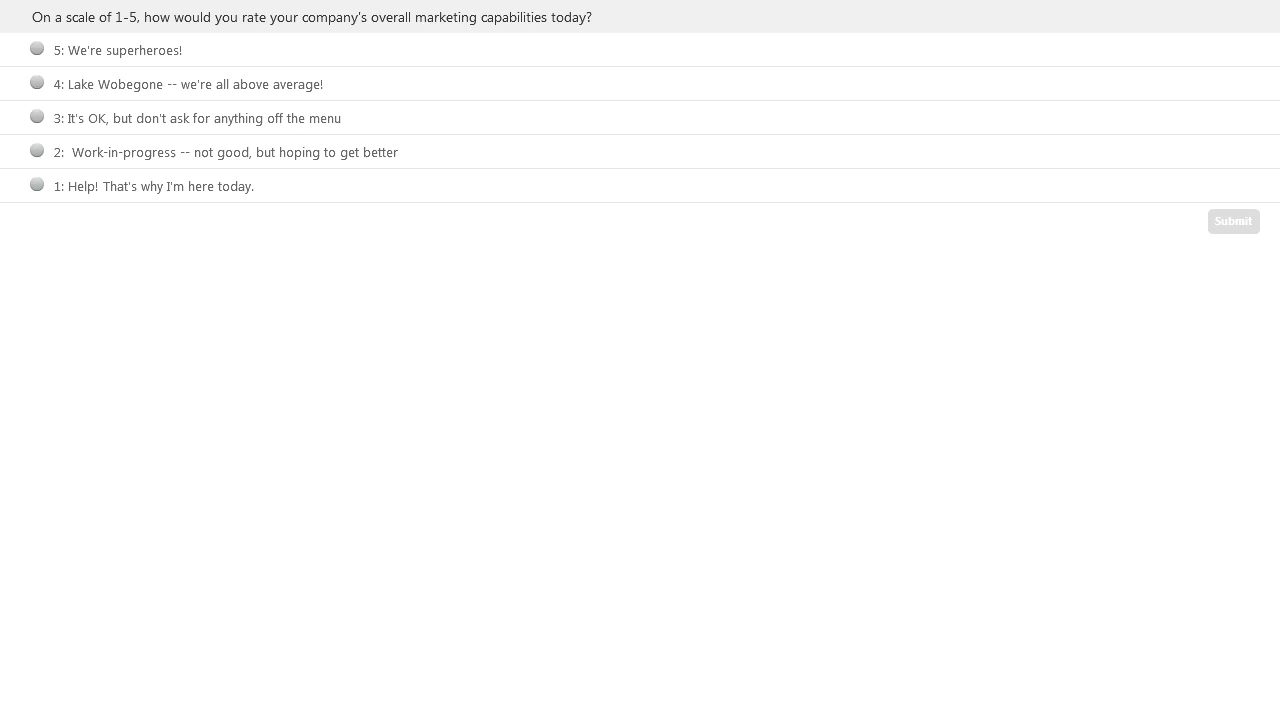 On a scale of 1-5, how would you rate your company's overall marketing capabilities today?
5: We're superheroes!
4: Lake Wobegone -- we're all above average!
3: It's OK, but don't ask for anything off the menu
2:  Work-in-progress -- not good, but hoping to get better
1: Help! That's why I'm here today.
Submit